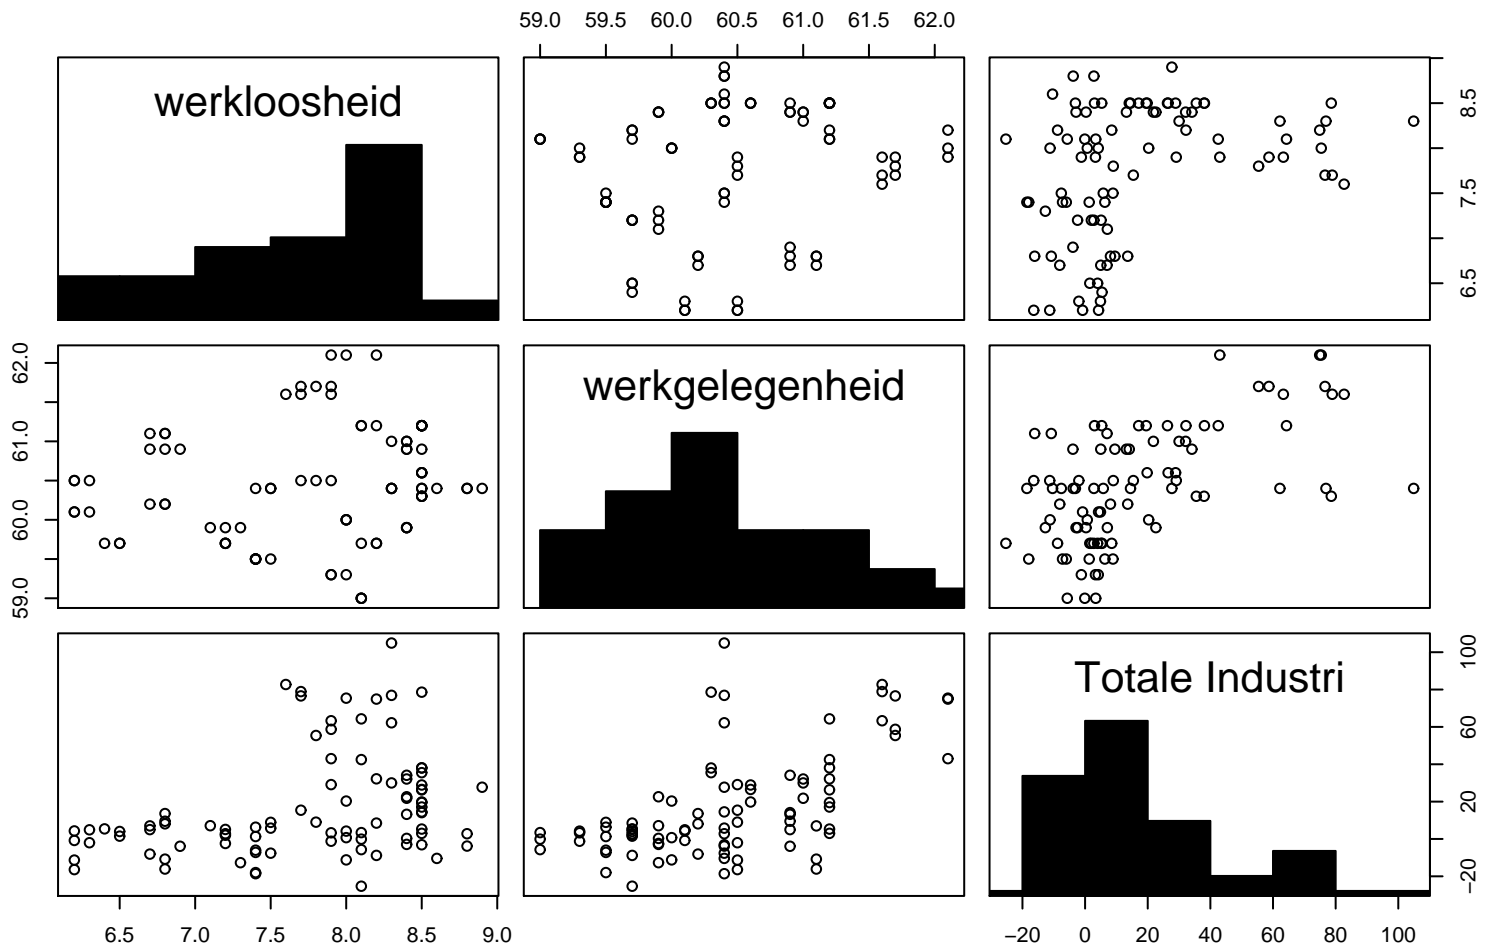 59.0 59.5 60.0 60.5 61.0 61.5 62.0
werkloosheid
6.5 7.5 8.5
59.0 60.0 61.0 62.0
werkgelegenheid
Totale Industri
−20 20 60 100
6.5 7.0 7.5 8.0 8.5 9.0
−20 0 20 40 60 80 100